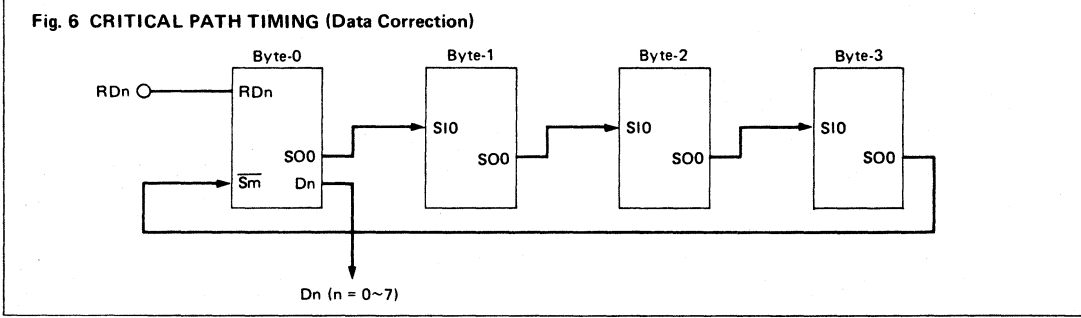 Fig. 6 CRITICAL PATH TIMING (Data Correction)
Byte-0 Byte-1 Byte-2 Byte-3
RDn RDn
SI0 SI0 SI0
SO0 SO0 SO0 SO0
S̅m̅ Dn
Dn (n = 0~7)